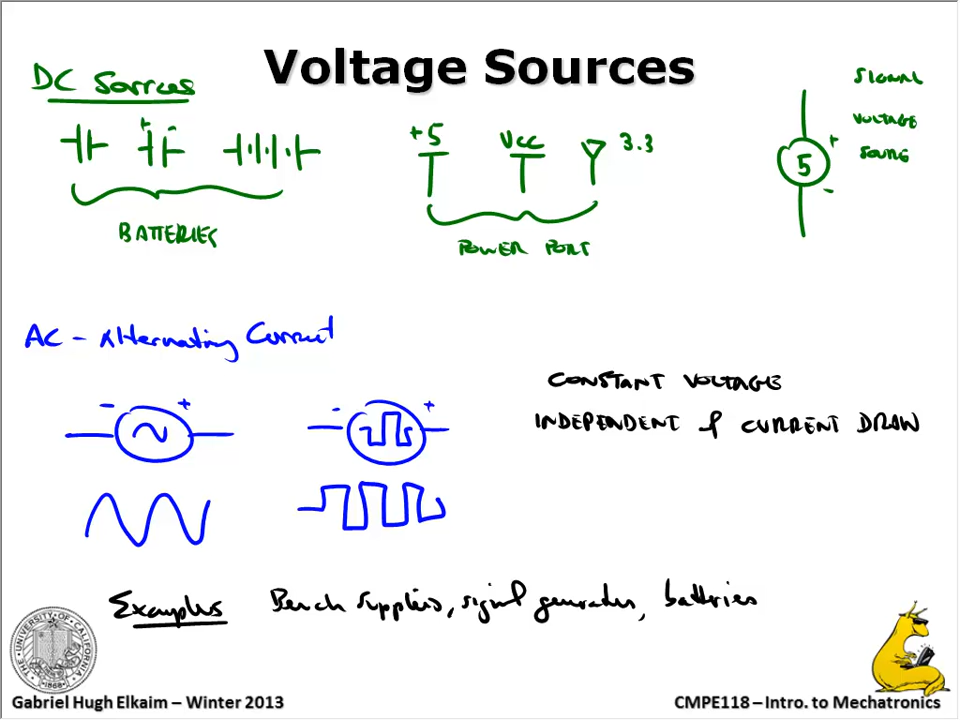 Voltage Sources
DC Sources
+ -
BATTERIES
+5 VCC 3.3
POWER PORT
SIGNAL
VOLTAGE
+
5
-
AC - Alternating Current
- +
- +
CONSTANT VOLTAGE
INDEPENDENT of CURRENT DRAW
Examples Bench supplies, signal generators, batteries
Gabriel Hugh Elkaim – Winter 2013
CMPE118 – Intro. to Mechatronics